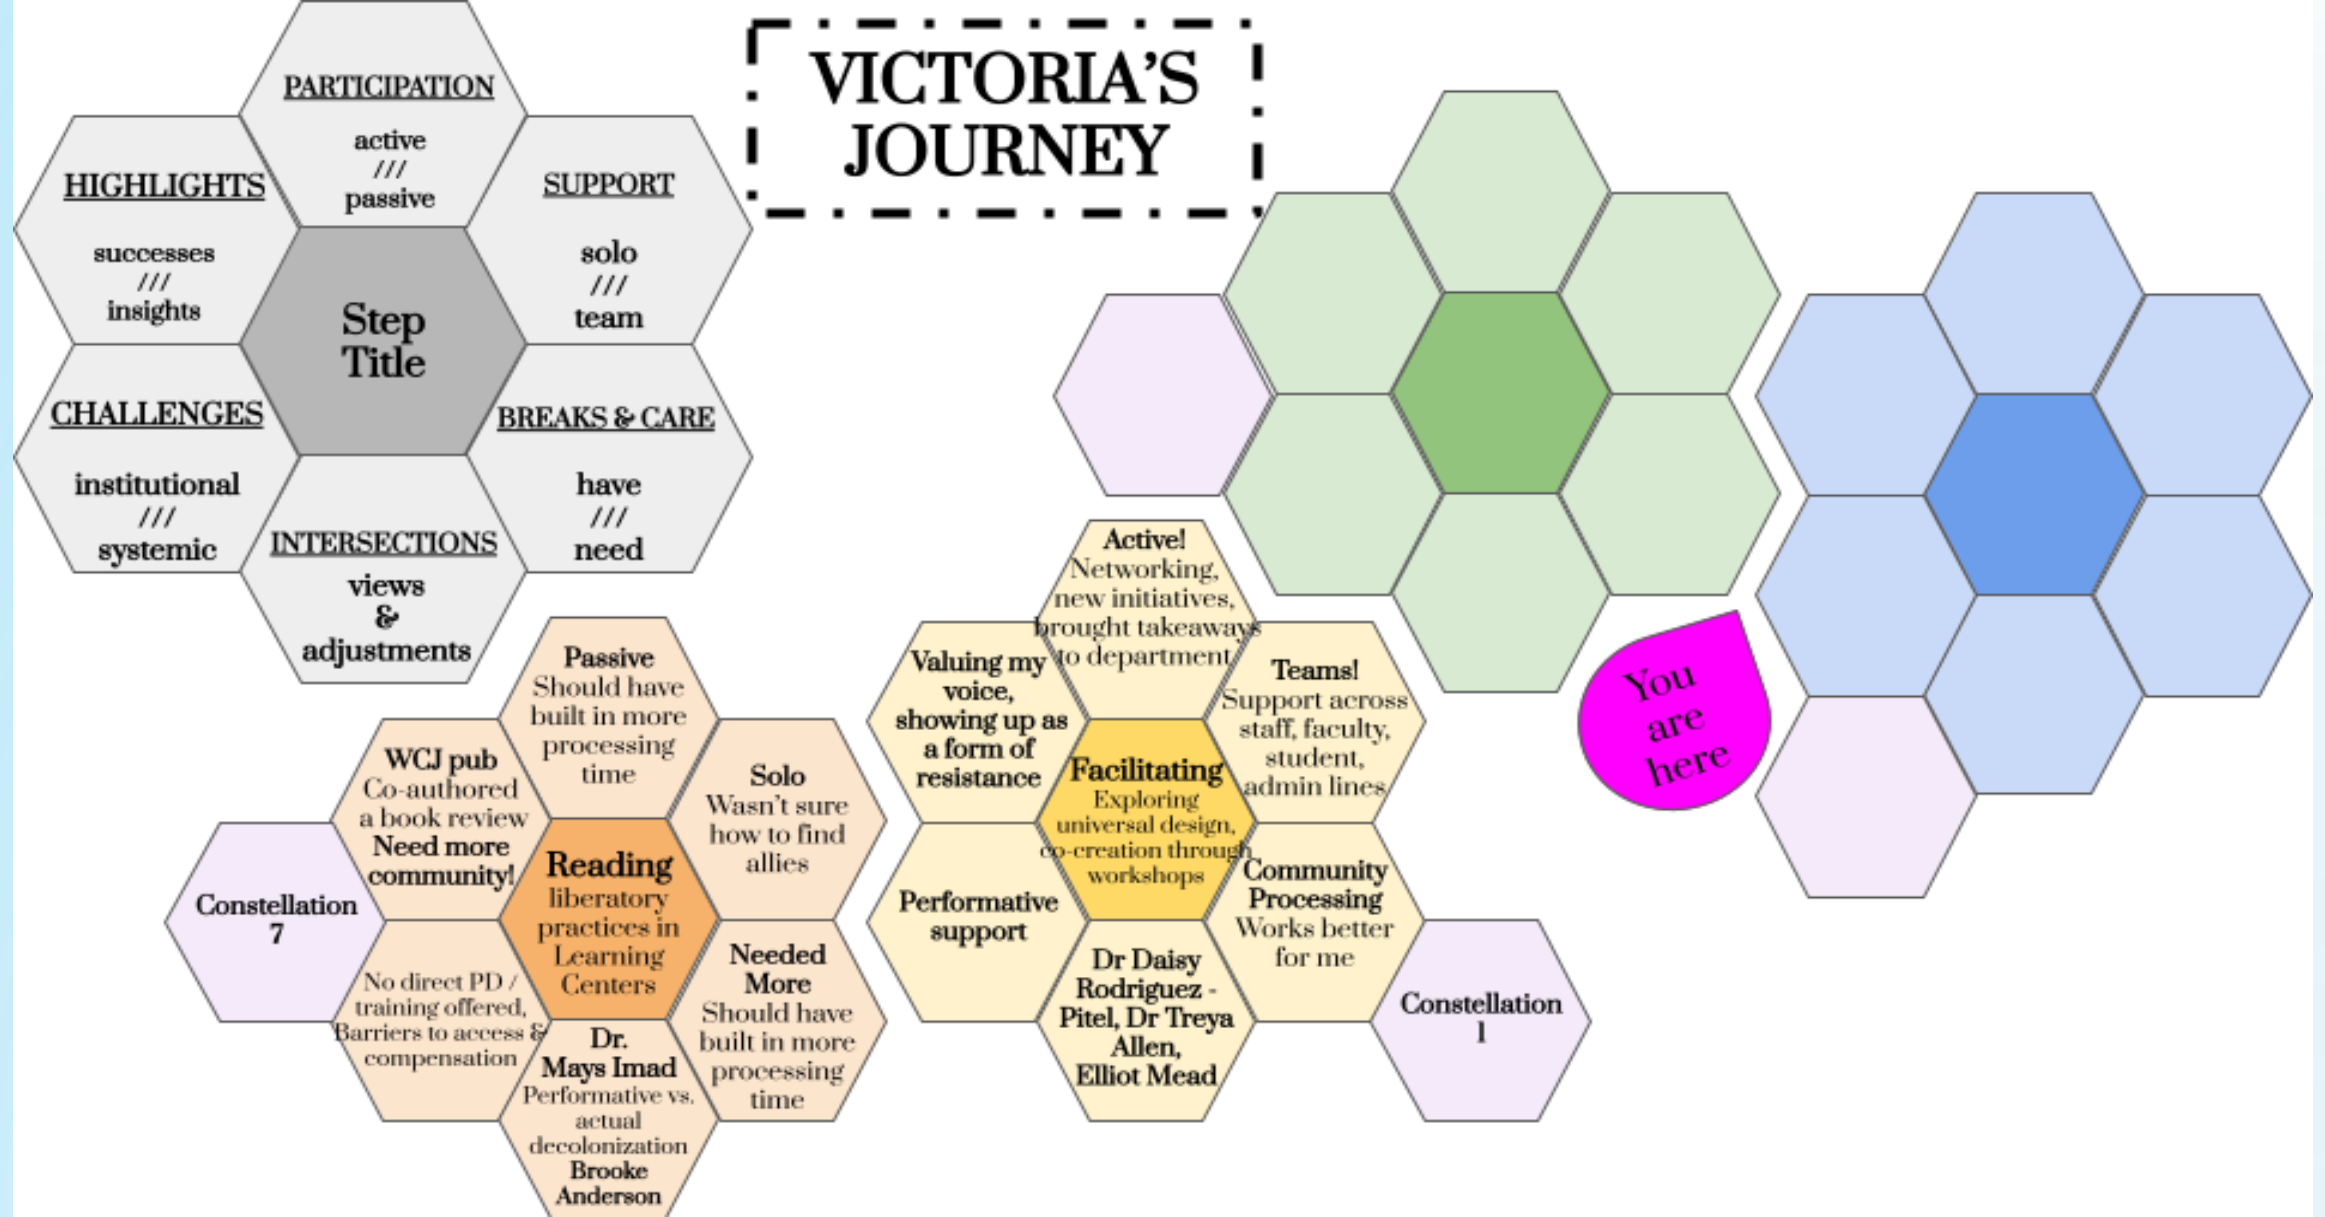 VICTORIA'S
JOURNEY
PARTICIPATION
active
///
passive
HIGHLIGHTS
successes
///
insights
SUPPORT
solo
///
team
Step
Title
CHALLENGES
institutional
///
systemic
BREAKS & CARE
have
///
need
INTERSECTIONS
views
&
adjustments
Passive
Should have
built in more
processing
time
WCJ pub
Co-authored
a book review
Need more
community!
Solo
Wasn't sure
how to find
allies
Reading
liberatory
practices in
Learning
Centers
Constellation
7
No direct PD /
training offered,
Barriers to access &
compensation
Needed
More
Should have
built in more
processing
time
Dr.
Mays Imad
Performative vs.
actual
decolonization
Brooke
Anderson
Active!
Networking,
new initiatives,
brought takeaways
to department
Valuing my
voice,
showing up as
a form of
resistance
Teams!
Support across
staff, faculty,
student,
admin lines
Facilitating
Exploring
universal design,
co-creation through
workshops
Performative
support
Community
Processing
Works better
for me
Dr Daisy
Rodriguez -
Pitel, Dr Treya
Allen,
Elliot Mead
Constellation
1
You
are
here